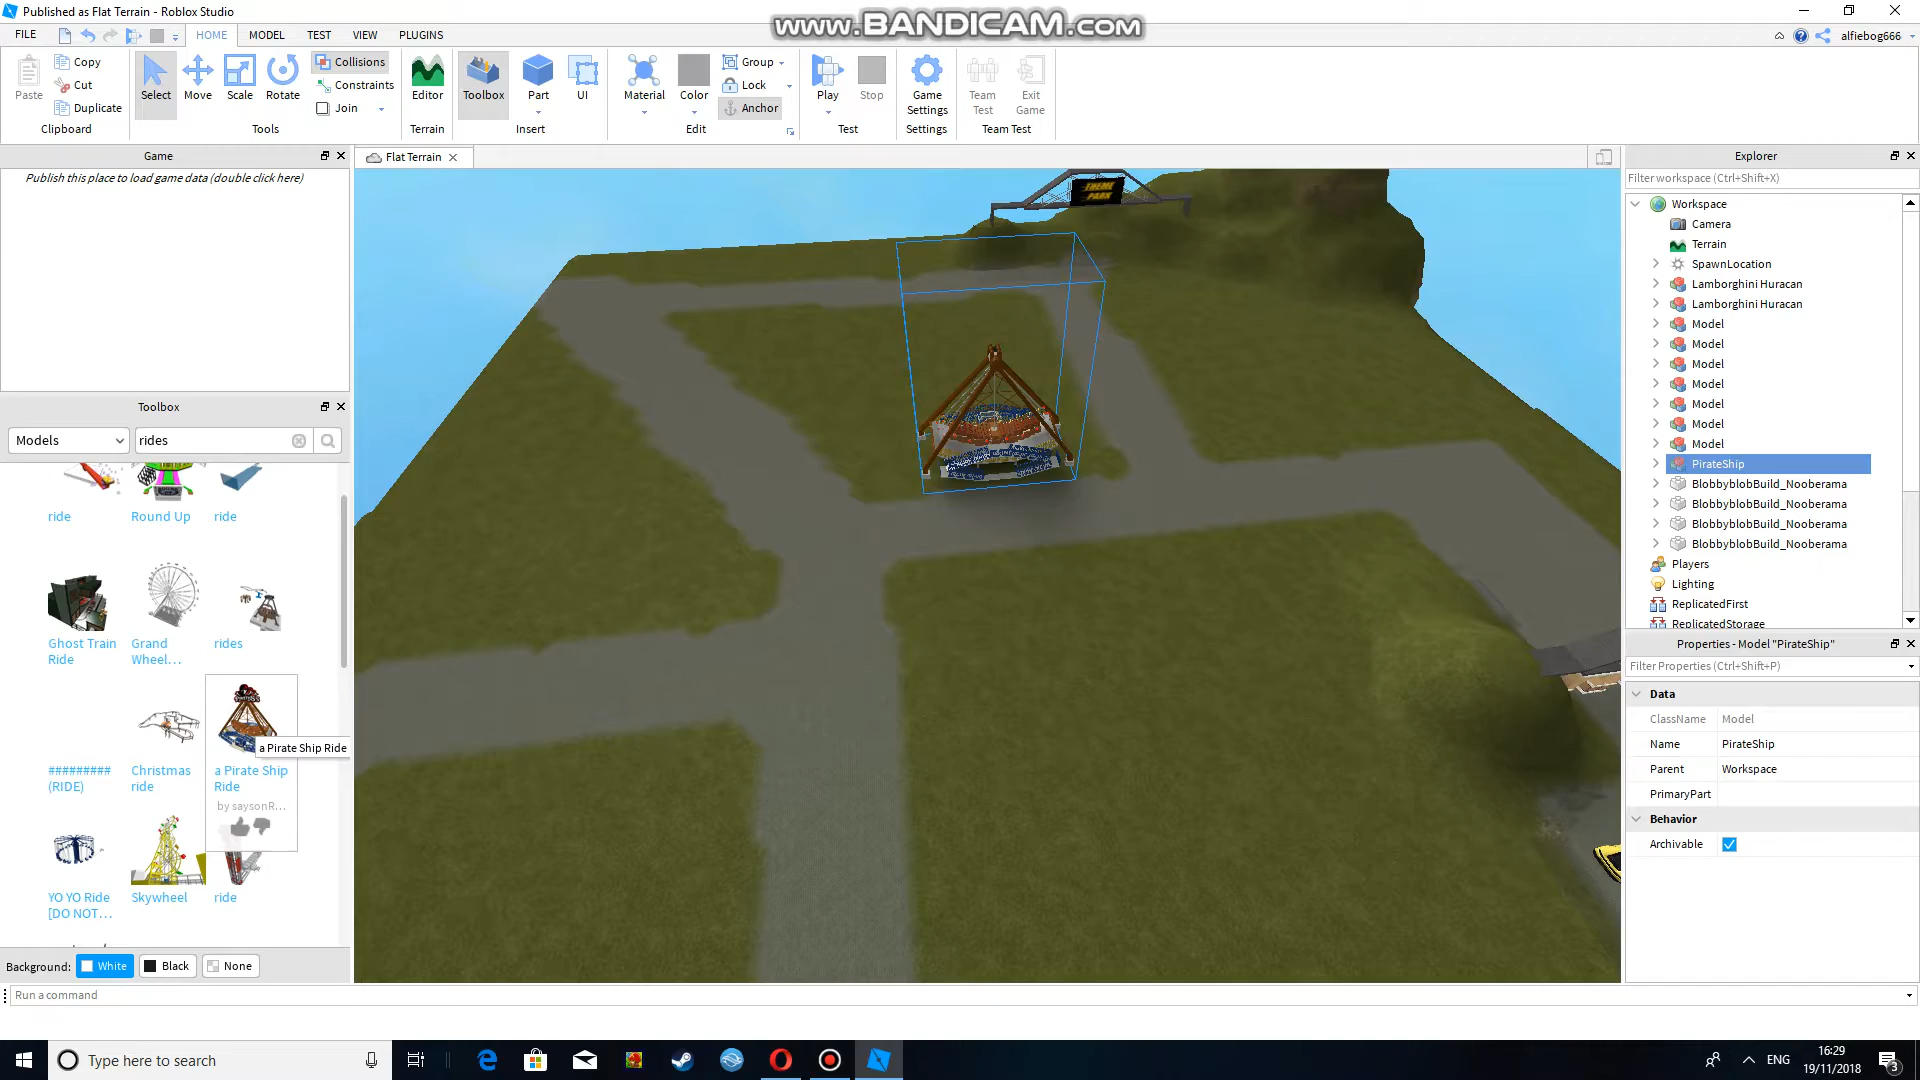 Published as Flat Terrain - Roblox Studio
www.BANDICAM.com
FILE HOME MODEL TEST VIEW PLUGINS
alfiebog666
Paste
Copy
Cut
Duplicate
Clipboard
Select Move Scale Rotate
Collisions
Constraints
Join
Tools
Editor
Terrain
Toolbox Part UI
Insert
Material Color
Group
Lock
Anchor
Edit
Play Stop
Test
Game Settings
Settings
Team Test
Exit Game
Team Test
Game
Publish this place to load game data (double click here)
Flat Terrain
THEME PARK
Toolbox
Models
rides
ride
Round Up
ride
Ghost Train Ride
Grand Wheel...
rides
######### (RIDE)
Christmas ride
a Pirate Ship Ride
a Pirate Ship Ride
by saysonR...
YO YO Ride [DO NOT...
Skywheel
ride
Background: White Black None
Run a command
Explorer
Filter workspace (Ctrl+Shift+X)
Workspace
Camera
Terrain
SpawnLocation
Lamborghini Huracan
Lamborghini Huracan
Model
Model
Model
Model
Model
Model
Model
PirateShip
BlobbyblobBuild_Nooberama
BlobbyblobBuild_Nooberama
BlobbyblobBuild_Nooberama
BlobbyblobBuild_Nooberama
Players
Lighting
ReplicatedFirst
ReplicatedStorage
Properties - Model "PirateShip"
Filter Properties (Ctrl+Shift+P)
Data
ClassName Model
Name PirateShip
Parent Workspace
PrimaryPart
Behavior
Archivable
Type here to search
ENG
16:29
19/11/2018
3